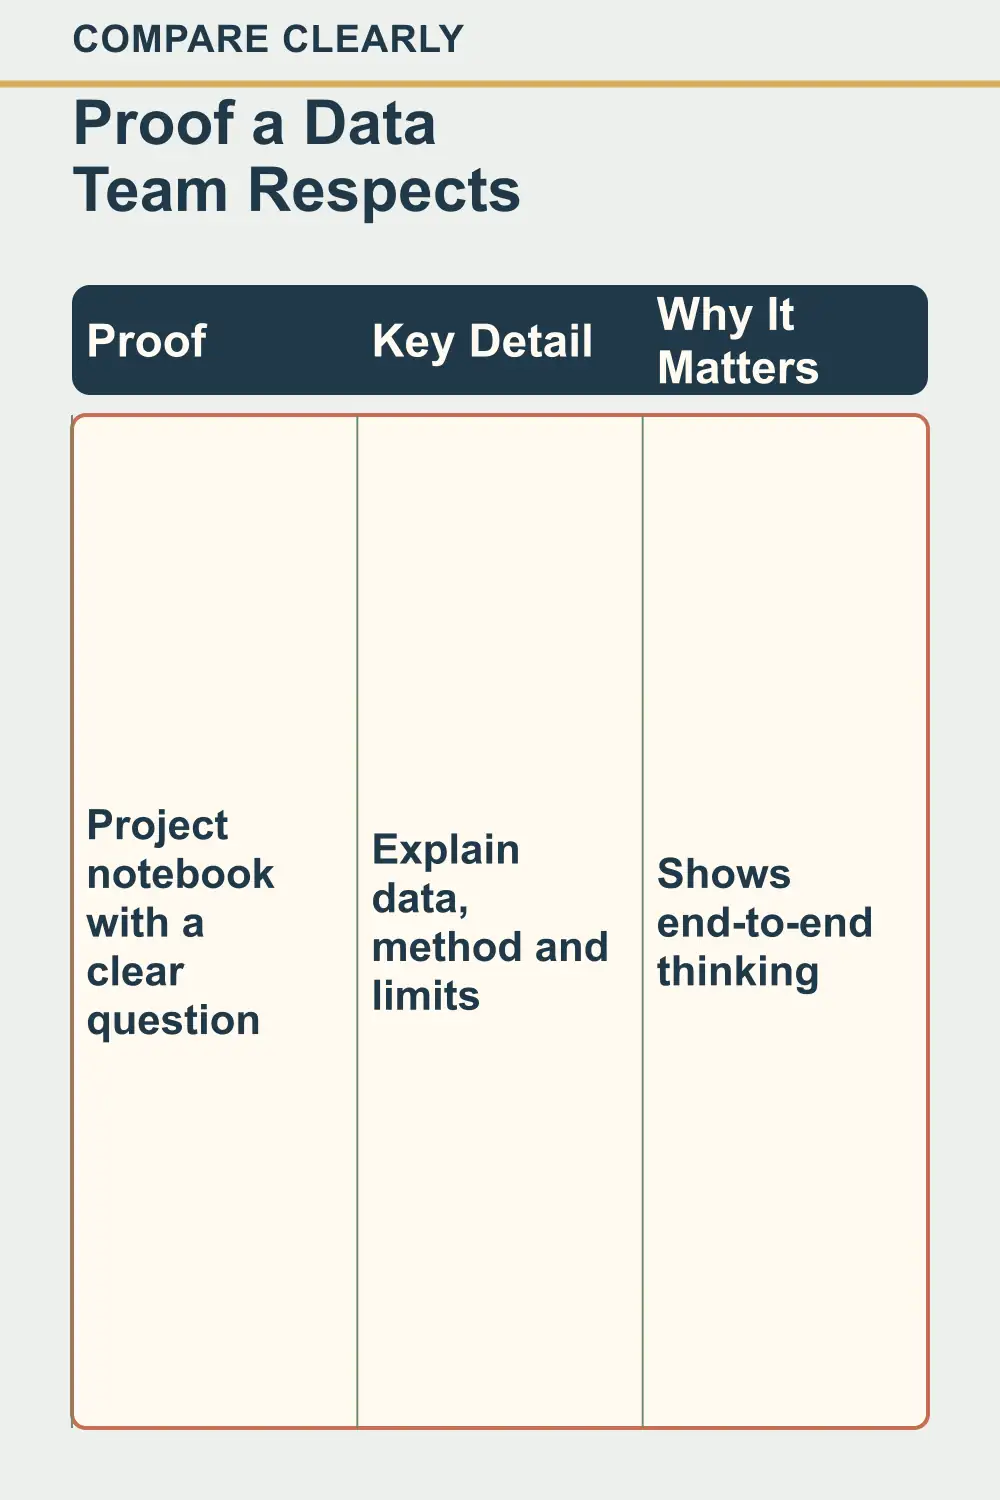 COMPARE CLEARLY
Proof a Data
Team Respects
Proof
Key Detail
Why It
Matters
Project
notebook
with a
clear
question
Explain
data,
method and
limits
Shows
end-to-end
thinking